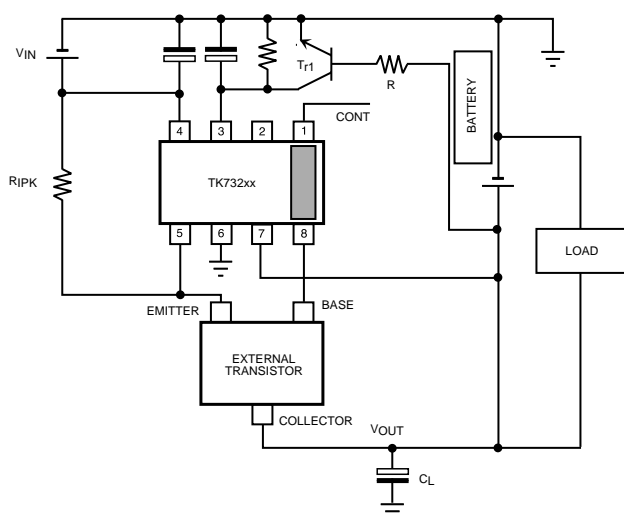 VIN
Tr1
R
BATTERY
CONT
4 3 2 1
RIPK
TK732xx
5 6 7 8
LOAD
EMITTER
BASE
EXTERNAL
TRANSISTOR
COLLECTOR
VOUT
CL